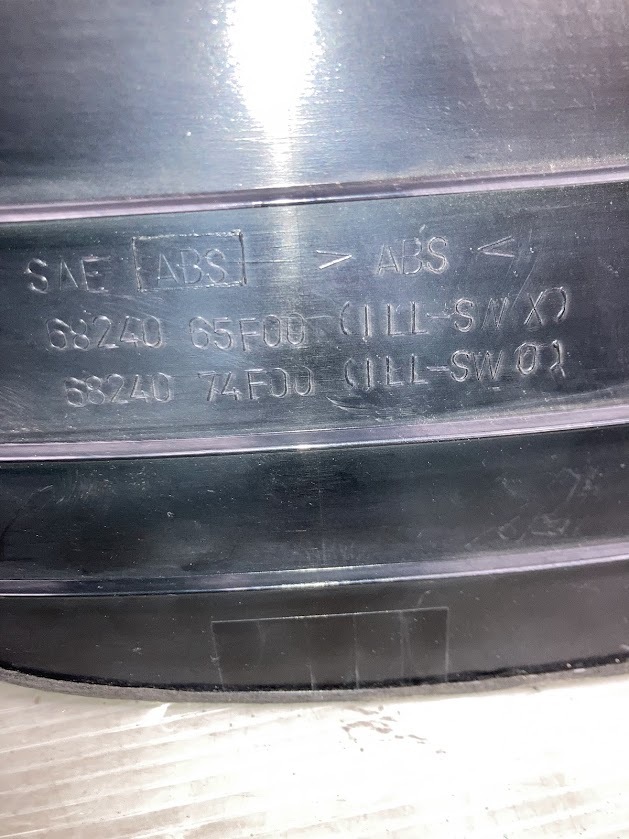 SAE [ABS] > ABS <
68240 65F00 (ILL-SW X)
68240 74F00 (ILL-SW O)